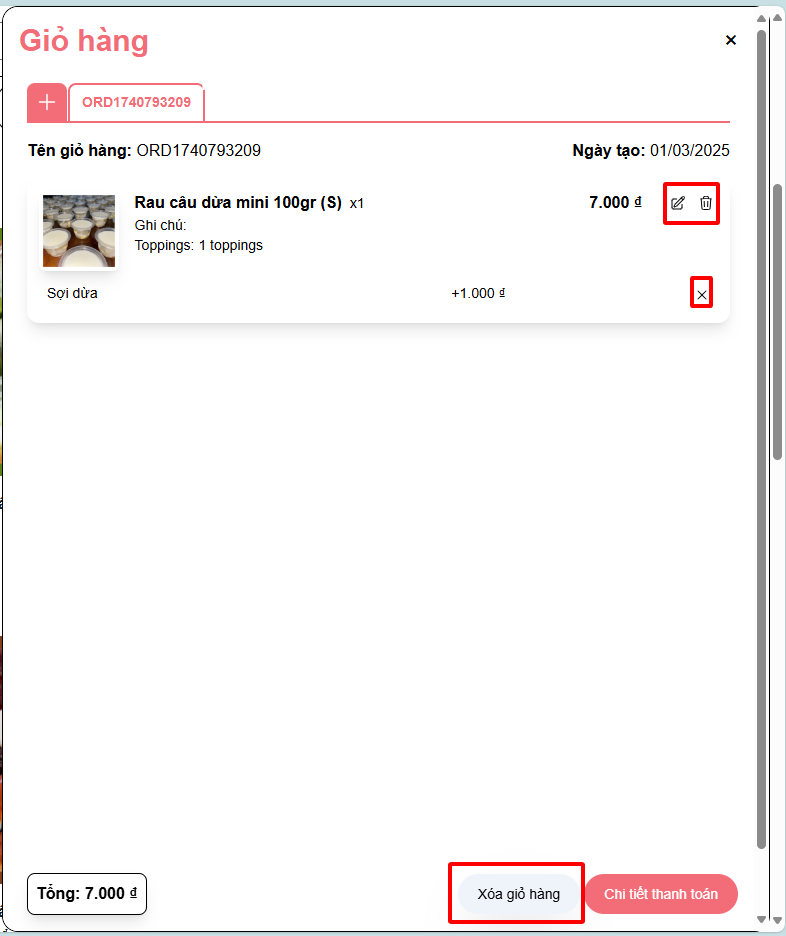 Giỏ hàng
ORD1740793209
Tên giỏ hàng: ORD1740793209 Ngày tạo: 01/03/2025
Rau câu dừa mini 100gr (S) x1 7.000 ₫
Ghi chú:
Toppings: 1 toppings
Sợi dừa +1.000 ₫
Tổng: 7.000 ₫ Xóa giỏ hàng Chi tiết thanh toán